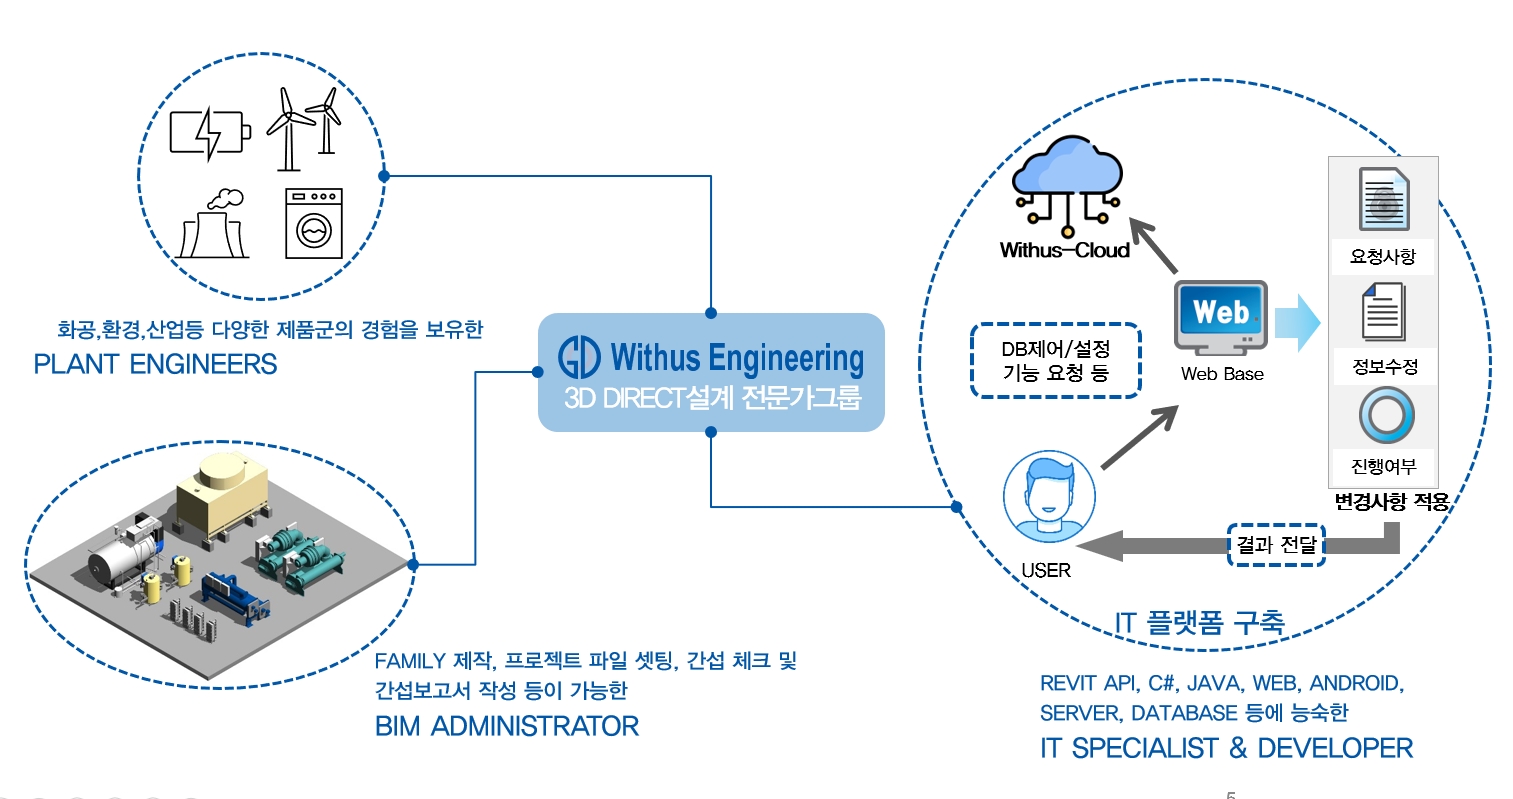 화공,환경,산업등 다양한 제품군의 경험을 보유한
PLANT ENGINEERS
GD Withus Engineering
3D DIRECT설계 전문가그룹
FAMILY 제작, 프로젝트 파일 셋팅, 간섭 체크 및
간섭보고서 작성 등이 가능한
BIM ADMINISTRATOR
Withus-Cloud
Web
Web Base
DB제어/설정
기능 요청 등
요청사항
정보수정
진행여부
변경사항 적용
결과 전달
USER
IT 플랫폼 구축
REVIT API, C#, JAVA, WEB, ANDROID,
SERVER, DATABASE 등에 능숙한
IT SPECIALIST & DEVELOPER
5